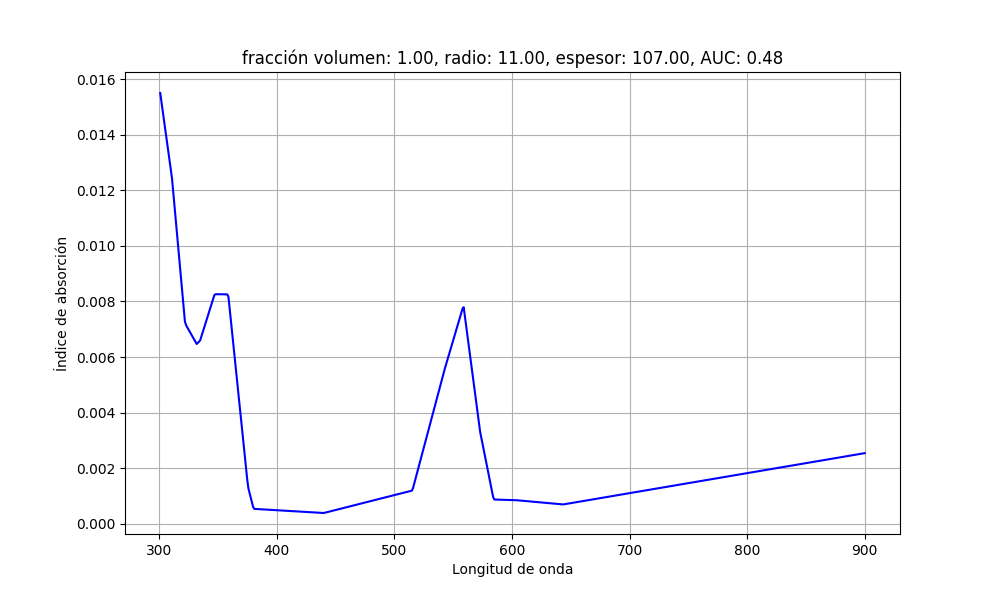 fracción volumen: 1.00, radio: 11.00, espesor: 107.00, AUC: 0.48
0.016
0.014
0.012
0.010
0.008
0.006
0.004
0.002
0.000
Índice de absorción
300 400 500 600 700 800 900
Longitud de onda